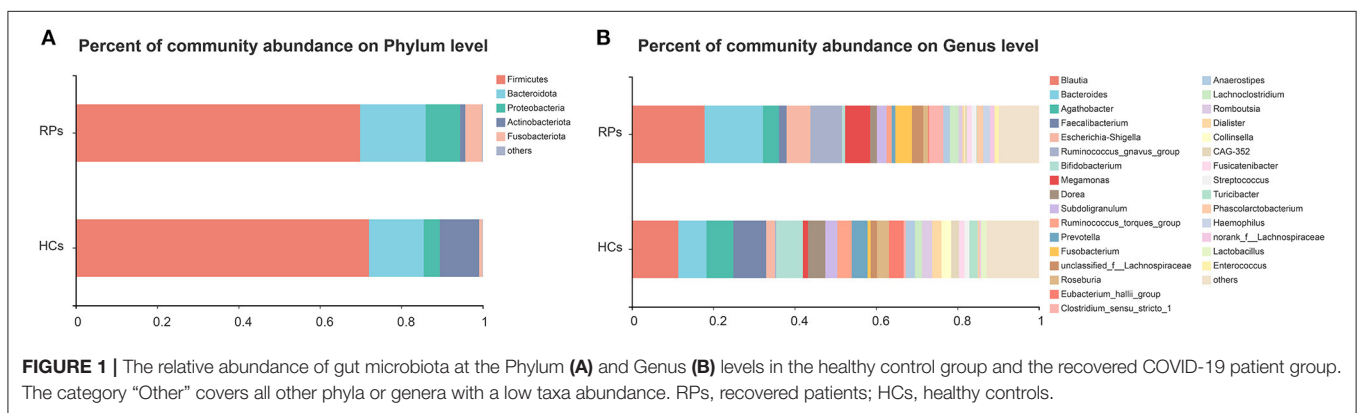 A
Percent of community abundance on Phylum level
RPs
HCs
0
0.2
0.4
0.6
0.8
1
Firmicutes
Bacteroidota
Proteobacteria
Actinobacteriota
Fusobacteriota
others
B
Percent of community abundance on Genus level
RPs
HCs
0
0.2
0.4
0.6
0.8
1
Blautia
Bacteroides
Agathobacter
Faecalibacterium
Escherichia-Shigella
Ruminococcus_gnavus_group
Bifidobacterium
Megamonas
Dorea
Subdoligranulum
Ruminococcus_torques_group
Prevotella
Fusobacterium
unclassified_f__Lachnospiraceae
Roseburia
Eubacterium_hallii_group
Clostridium_sensu_stricto_1
Anaerostipes
Lachnoclostridium
Romboutsia
Dialister
Collinsella
CAG-352
Fusicatenibacter
Streptococcus
Turicibacter
Phascolarctobacterium
Haemophilus
norank_f__Lachnospiraceae
Lactobacillus
Enterococcus
others
FIGURE 1 | The relative abundance of gut microbiota at the Phylum (A) and Genus (B) levels in the healthy control group and the recovered COVID-19 patient group.
The category “Other” covers all other phyla or genera with a low taxa abundance. RPs, recovered patients; HCs, healthy controls.